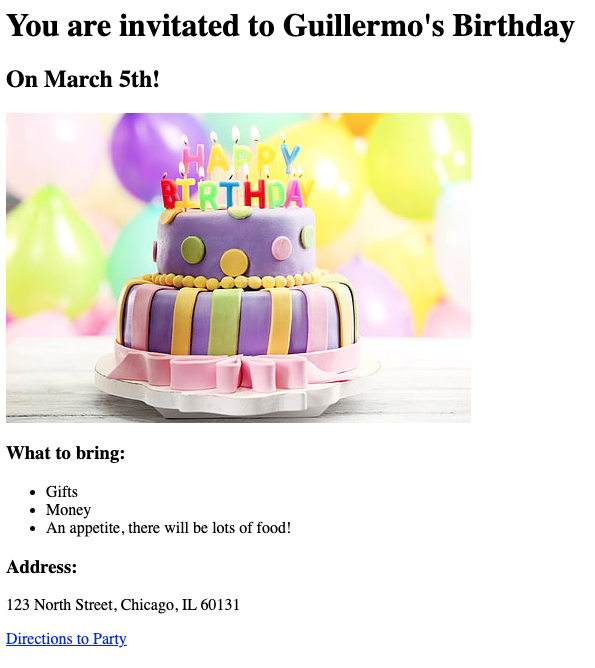 You are invited to Guillermo's Birthday
On March 5th!
HAPPY
BIRTHDAY
What to bring:
Gifts
Money
An appetite, there will be lots of food!
Address:
123 North Street, Chicago, IL 60131
Directions to Party